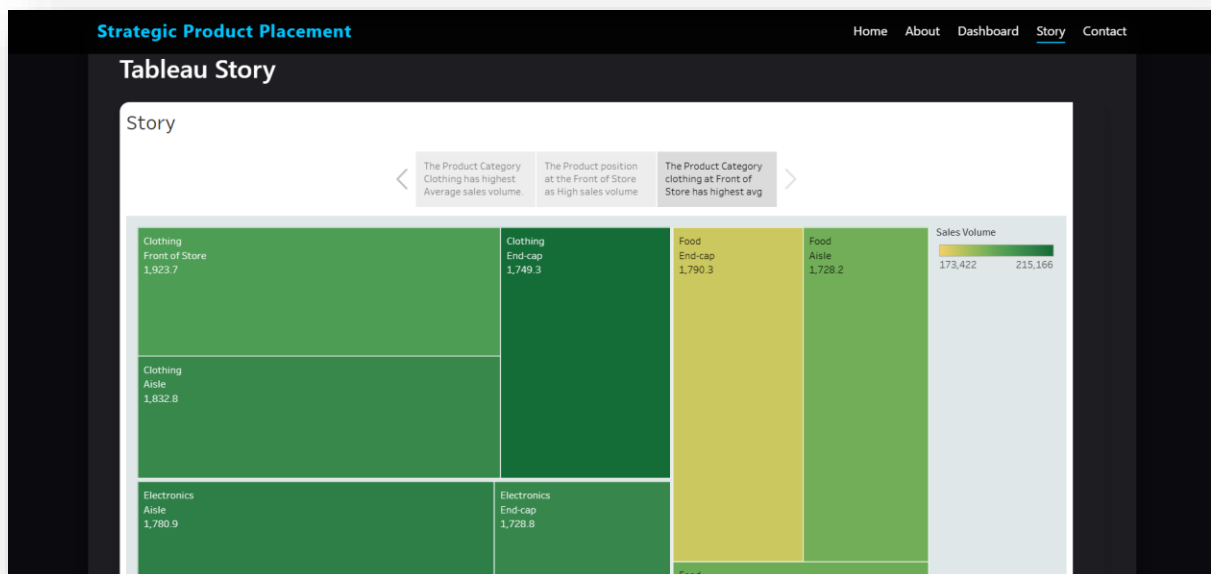 Strategic Product Placement
Home About Dashboard Story Contact
Tableau Story
Story
The Product Category
Clothing has highest
Average sales volume.
The Product position
at the Front of Store
as High sales volume
The Product Category
clothing at Front of
Store has highest avg
Clothing
Front of Store
1,923.7
Clothing
End-cap
1,749.3
Food
End-cap
1,790.3
Food
Aisle
1,728.2
Sales Volume
173,422 215,166
Clothing
Aisle
1,832.8
Electronics
Aisle
1,780.9
Electronics
End-cap
1,728.8
Food